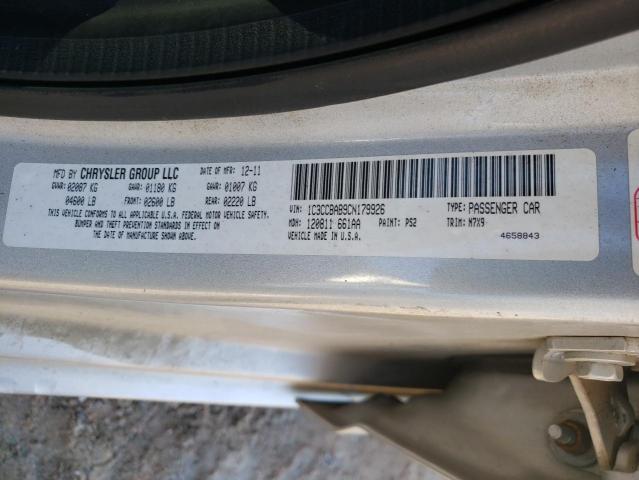 MFD BY CHRYSLER GROUP LLC DATE OF MFR 12-11
GVWR: 02087 KG GAWR: 01180 KG GAWR: 01007 KG
04600 LB FRONT: 02600 LB REAR: 02220 LB
THIS VEHICLE CONFORMS TO ALL APPLICABLE U.S.A. FEDERAL MOTOR VEHICLE SAFETY,
BUMPER AND THEFT PREVENTION STANDARDS IN EFFECT ON
THE DATE OF MANUFACTURE SHOWN ABOVE.
VIN: 1C3CCBAB9CN179926 TYPE: PASSENGER CAR
MDH: 120811 661AA PAINT: PS2 TRIM: M7X9
VEHICLE MADE IN U.S.A. 4658843